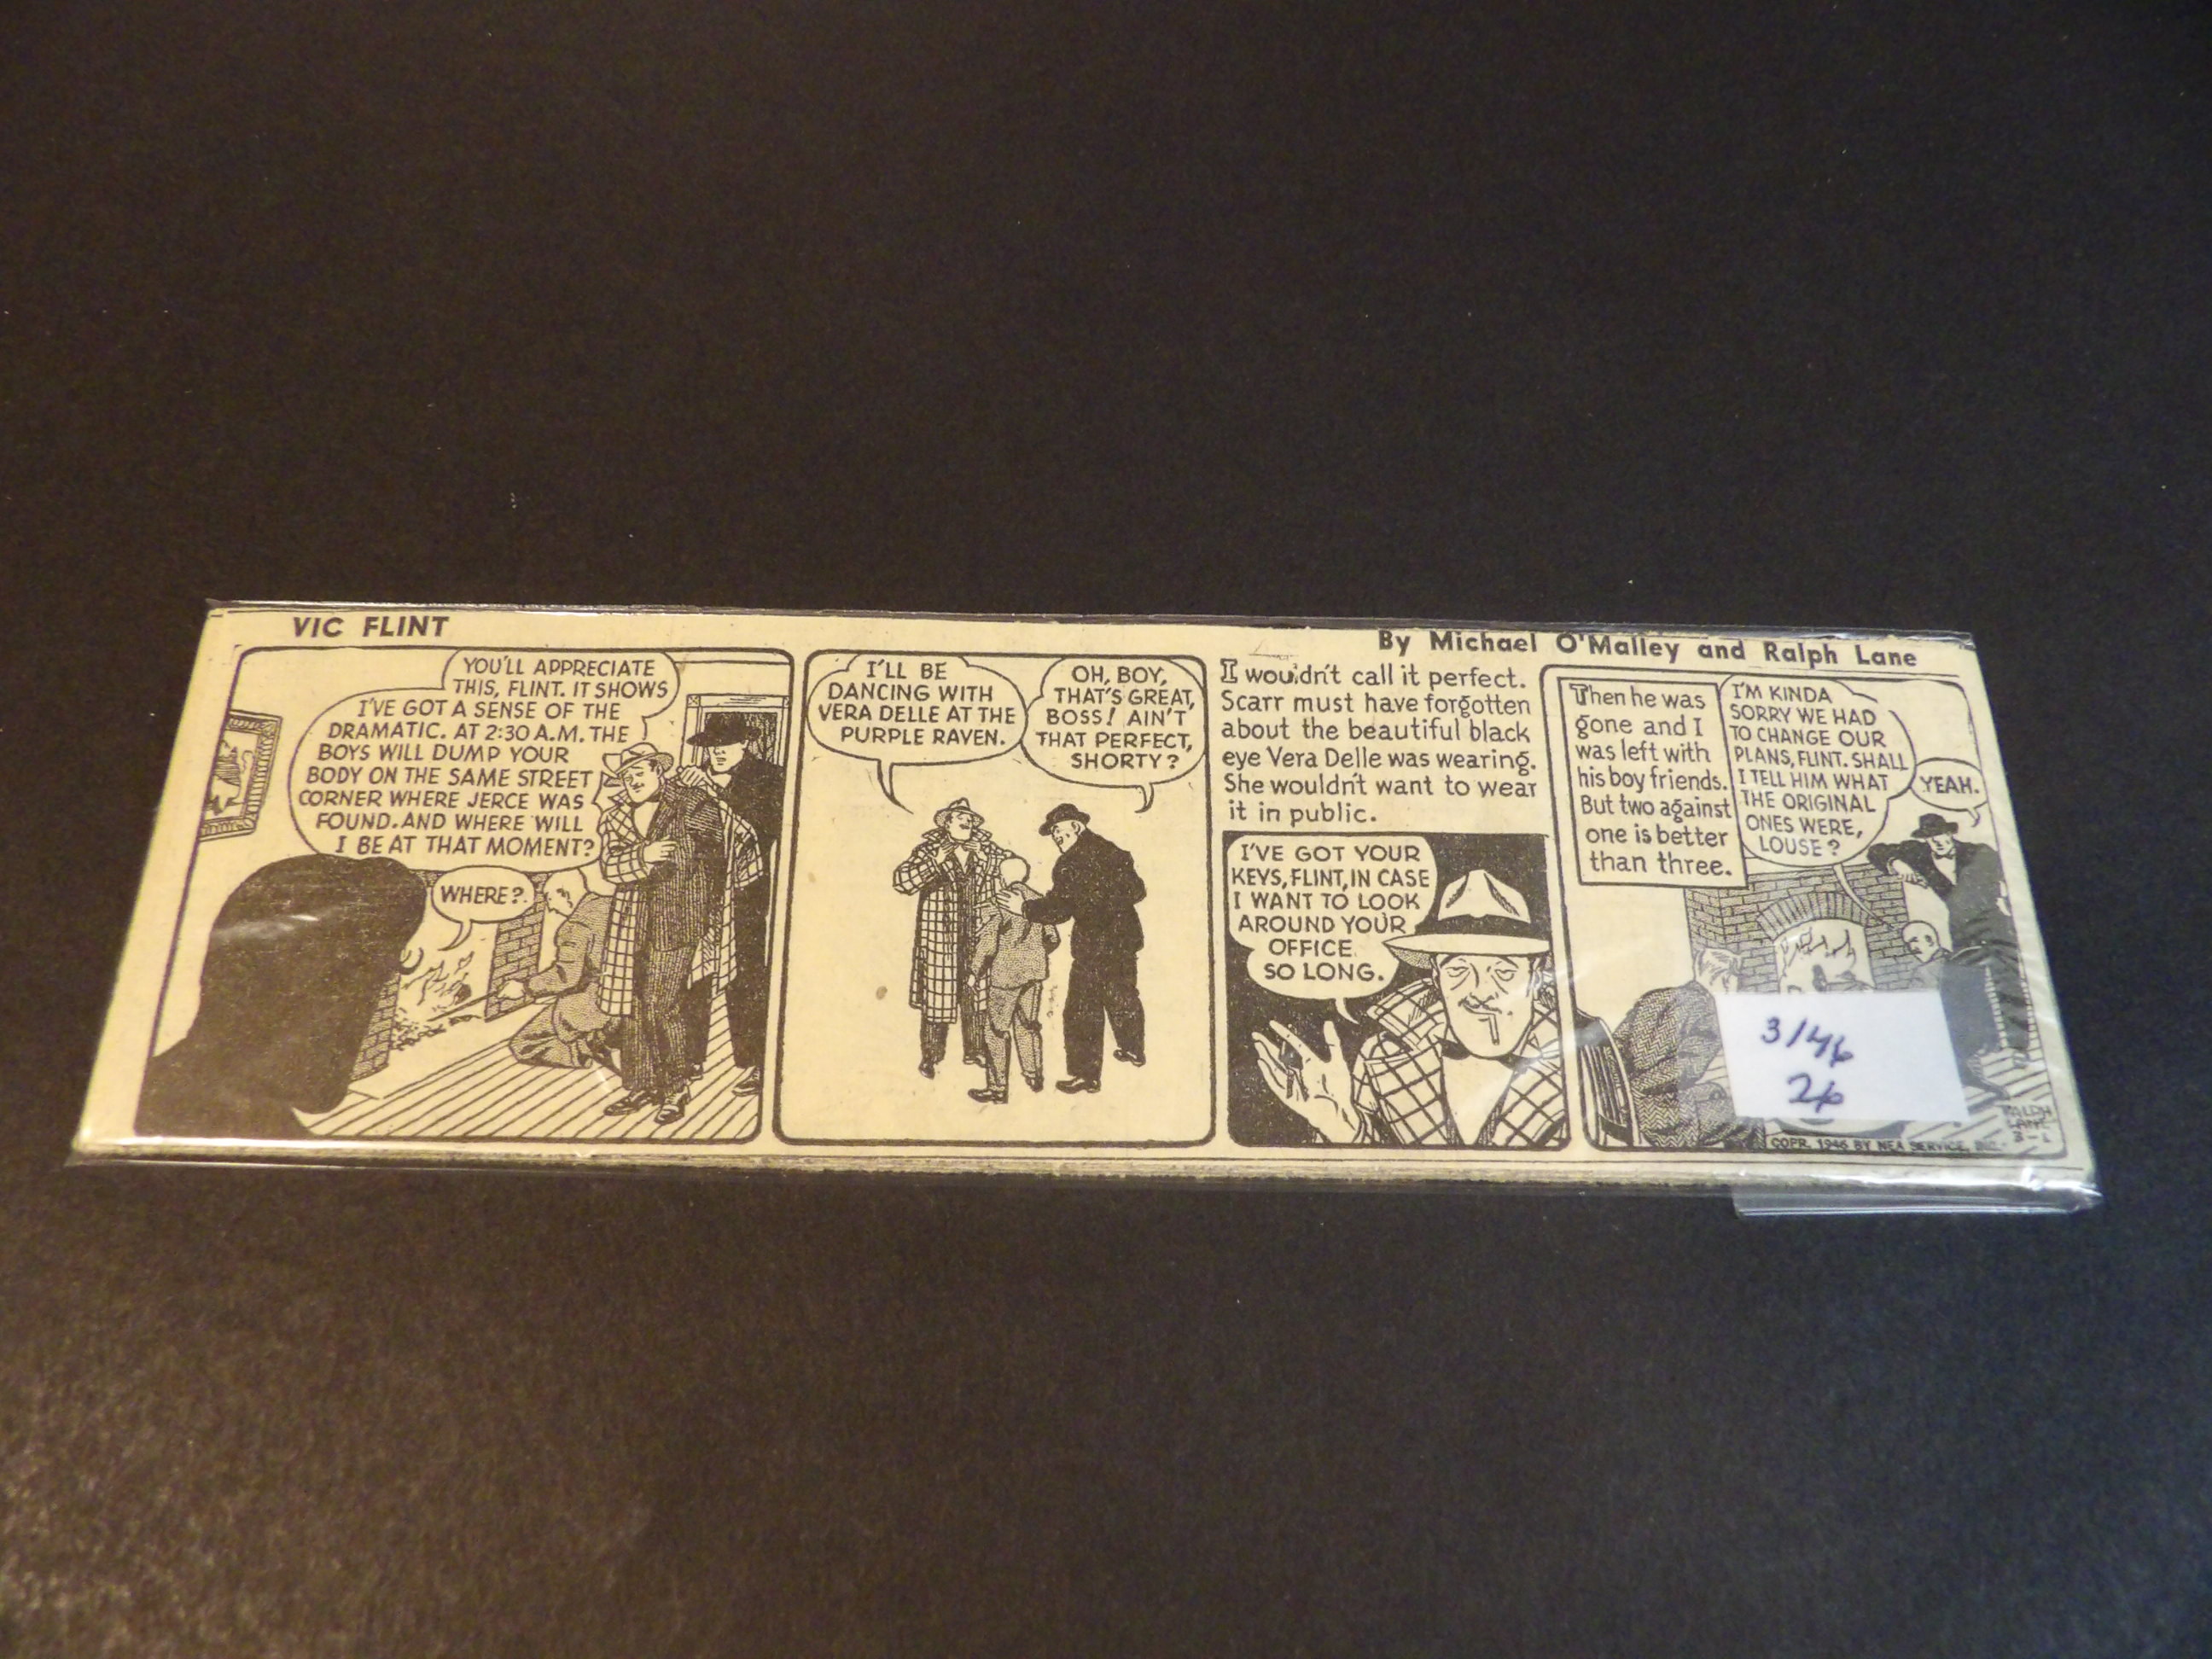 VIC FLINT
By Michael O'Malley and Ralph Lane
YOU'LL APPRECIATE
THIS, FLINT. IT SHOWS
I'VE GOT A SENSE OF THE
DRAMATIC. AT 2:30 A.M. THE
BOYS WILL DUMP YOUR
BODY ON THE SAME STREET
CORNER WHERE JERCE WAS
FOUND. AND WHERE WILL
I BE AT THAT MOMENT?
WHERE?
I'LL BE
DANCING WITH
VERA DELLE AT THE
PURPLE RAVEN.
OH, BOY,
THAT'S GREAT,
BOSS! AIN'T
THAT PERFECT,
SHORTY?
I wouldn't call it perfect.
Scarr must have forgotten
about the beautiful black
eye Vera Delle was wearing.
She wouldn't want to wear
it in public.
I'VE GOT YOUR
KEYS, FLINT, IN CASE
I WANT TO LOOK
AROUND YOUR
OFFICE.
SO LONG.
Then he was
gone and I
was left with
his boy friends.
But two against
one is better
than three.
I'M KINDA
SORRY WE HAD
TO CHANGE OUR
PLANS, FLINT. SHALL
I TELL HIM WHAT
THE ORIGINAL
ONES WERE,
LOUSE?
YEAH.
3/46
26
RALPH
LANE
3-1
COPR. 1946 BY NEA SERVICE, INC.